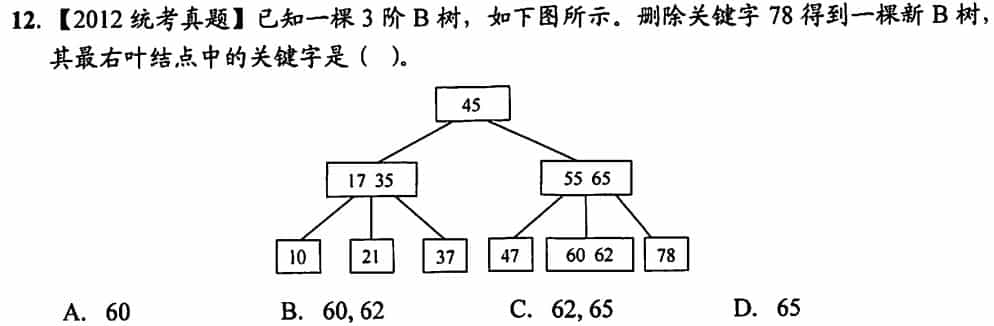 12.【2012 统考真题】已知一棵 3 阶 B 树，如下图所示。删除关键字 78 得到一棵新 B 树，
其最右叶结点中的关键字是（ ）。
45
17 35
55 65
10
21
37
47
60 62
78
A. 60
B. 60, 62
C. 62, 65
D. 65